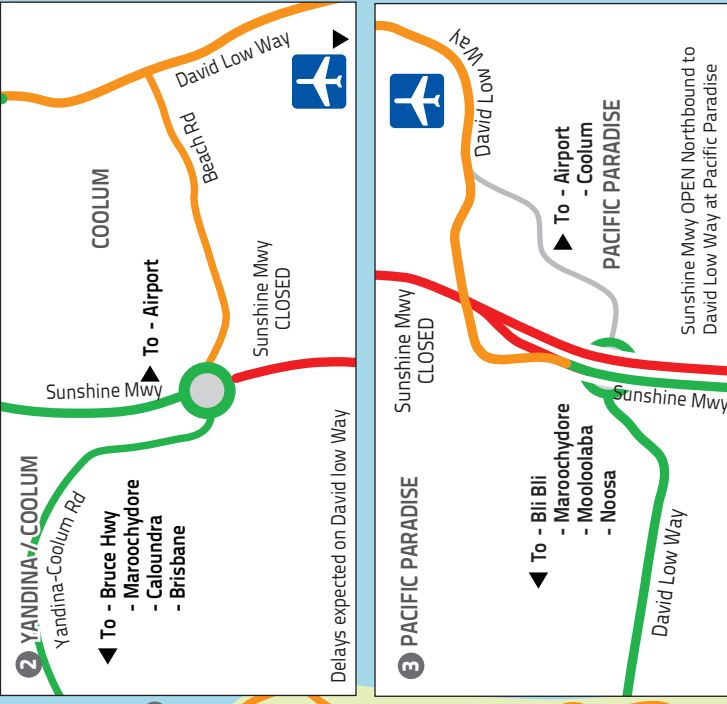 2 YANDINA / COOLUM
Yandina-Coolum Rd
To - Bruce Hwy
- Maroochydore
- Caloundra
- Brisbane
Sunshine Mwy
To - Airport
COOLUM
Beach Rd
David Low Way
Sunshine Mwy
CLOSED
Delays expected on David low Way
3 PACIFIC PARADISE
Sunshine Mwy
CLOSED
David Low Way
To - Airport
- Coolum
PACIFIC PARADISE
To - Bli Bli
- Maroochydore
- Mooloolaba
- Noosa
Sunshine Mwy
David Low Way
Sunshine Mwy OPEN Northbound to
David Low Way at Pacific Paradise